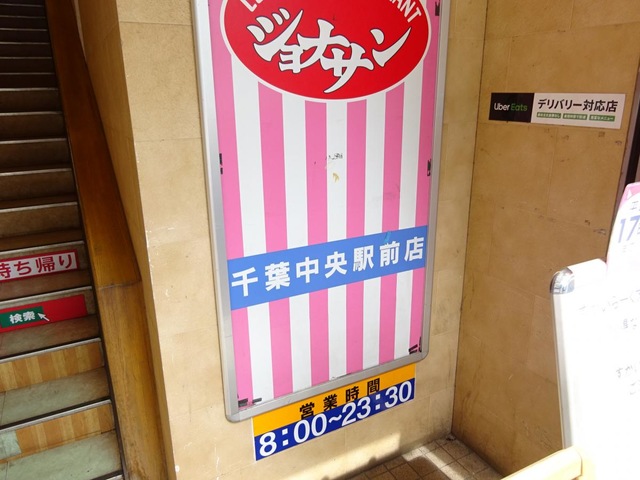 ジョナサン
千葉中央駅前店
営業時間
8:00~23:30
Uber Eats
デリバリー対応店
持ち帰り
検索
17